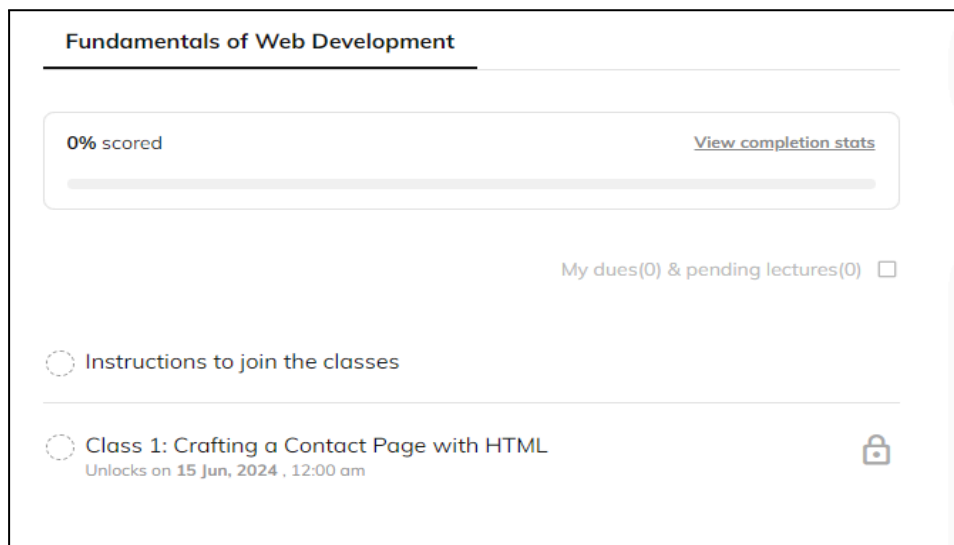 Fundamentals of Web Development
0% scored
View completion stats
My dues(0) & pending lectures(0)
Instructions to join the classes
Class 1: Crafting a Contact Page with HTML
Unlocks on 15 Jun, 2024 , 12:00 am